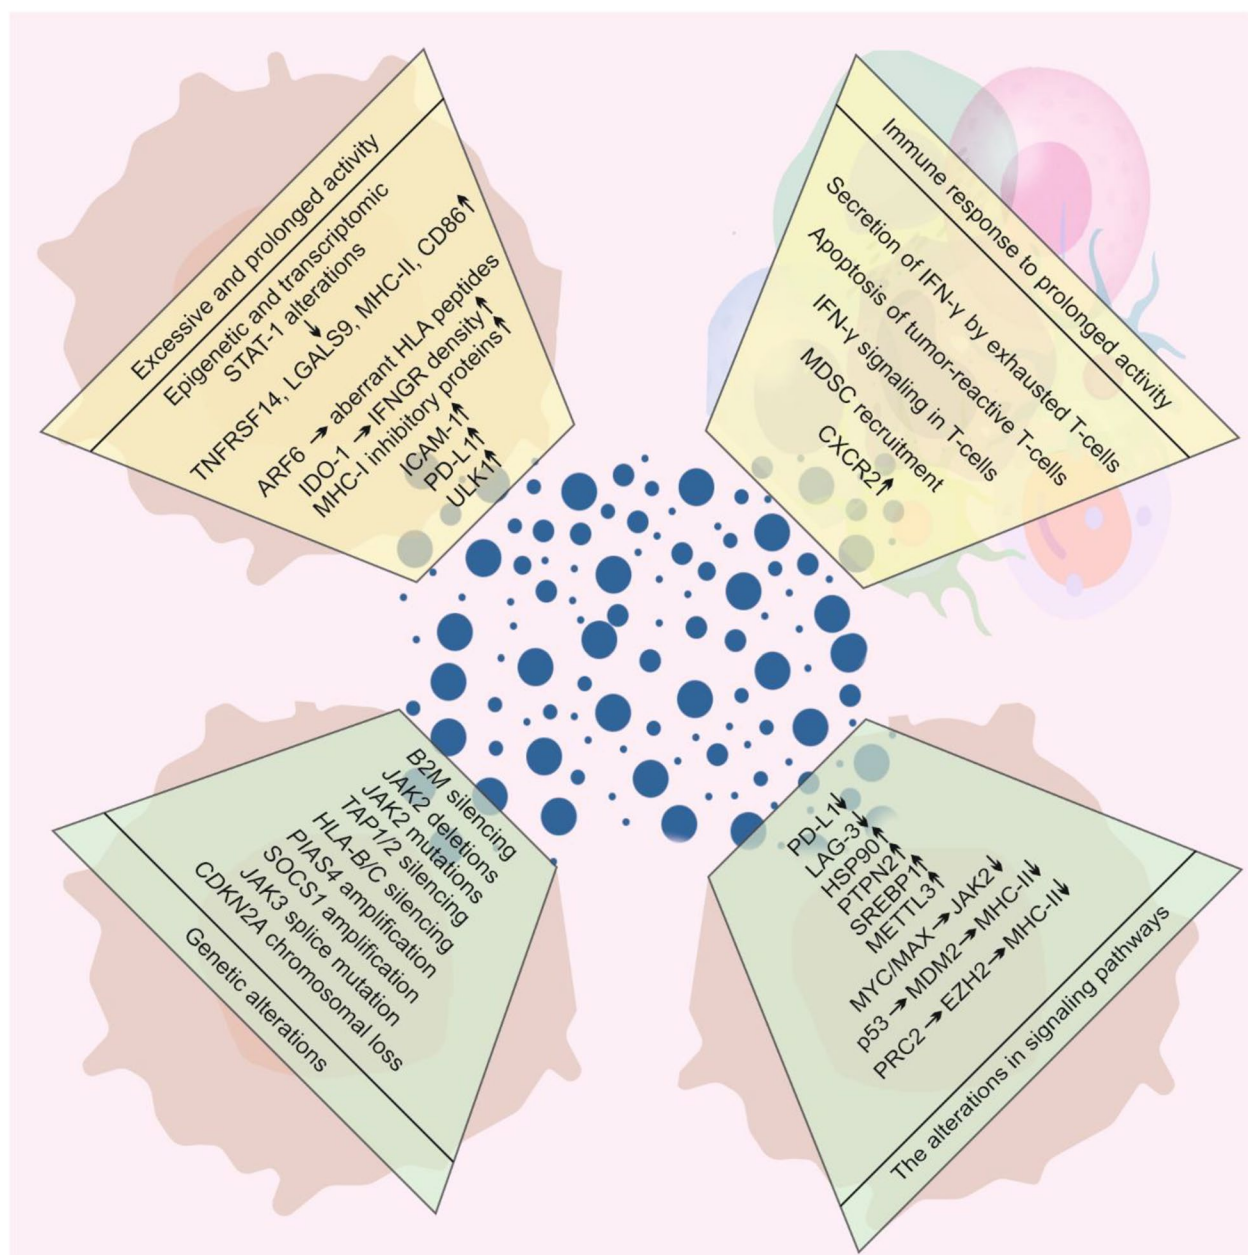 Excessive and prolonged activity
Epigenetic and transcriptomic
STAT-1 alterations
↓
TNFRSF14, LGALS9, MHC-II, CD86↑
ARF6 → aberrant HLA peptides
IDO-1 → IFNGR density↑
MHC-I inhibitory proteins↑
ICAM-1↑
PD-L1↑
ULK1↑
Immune response to prolonged activity
Secretion of IFN-γ by exhausted T-cells
Apoptosis of tumor-reactive T-cells
IFN-γ signaling in T-cells
MDSC recruitment
CXCR2↑
B2M silencing
JAK2 deletions
JAK2 mutations
TAP1/2 silencing
HLA-B/C silencing
PIAS4 amplification
SOCS1 amplification
JAK3 splice mutation
CDKN2A chromosomal loss
Genetic alterations
PD-L1↓
LAG-3↓
HSP90↑
PTPN2↑
SREBP1↑
METTL3↑
MYC/MAX → JAK2↓
p53 → MDM2 → MHC-II↓
PRC2 → EZH2 → MHC-II↓
The alterations in signaling pathways